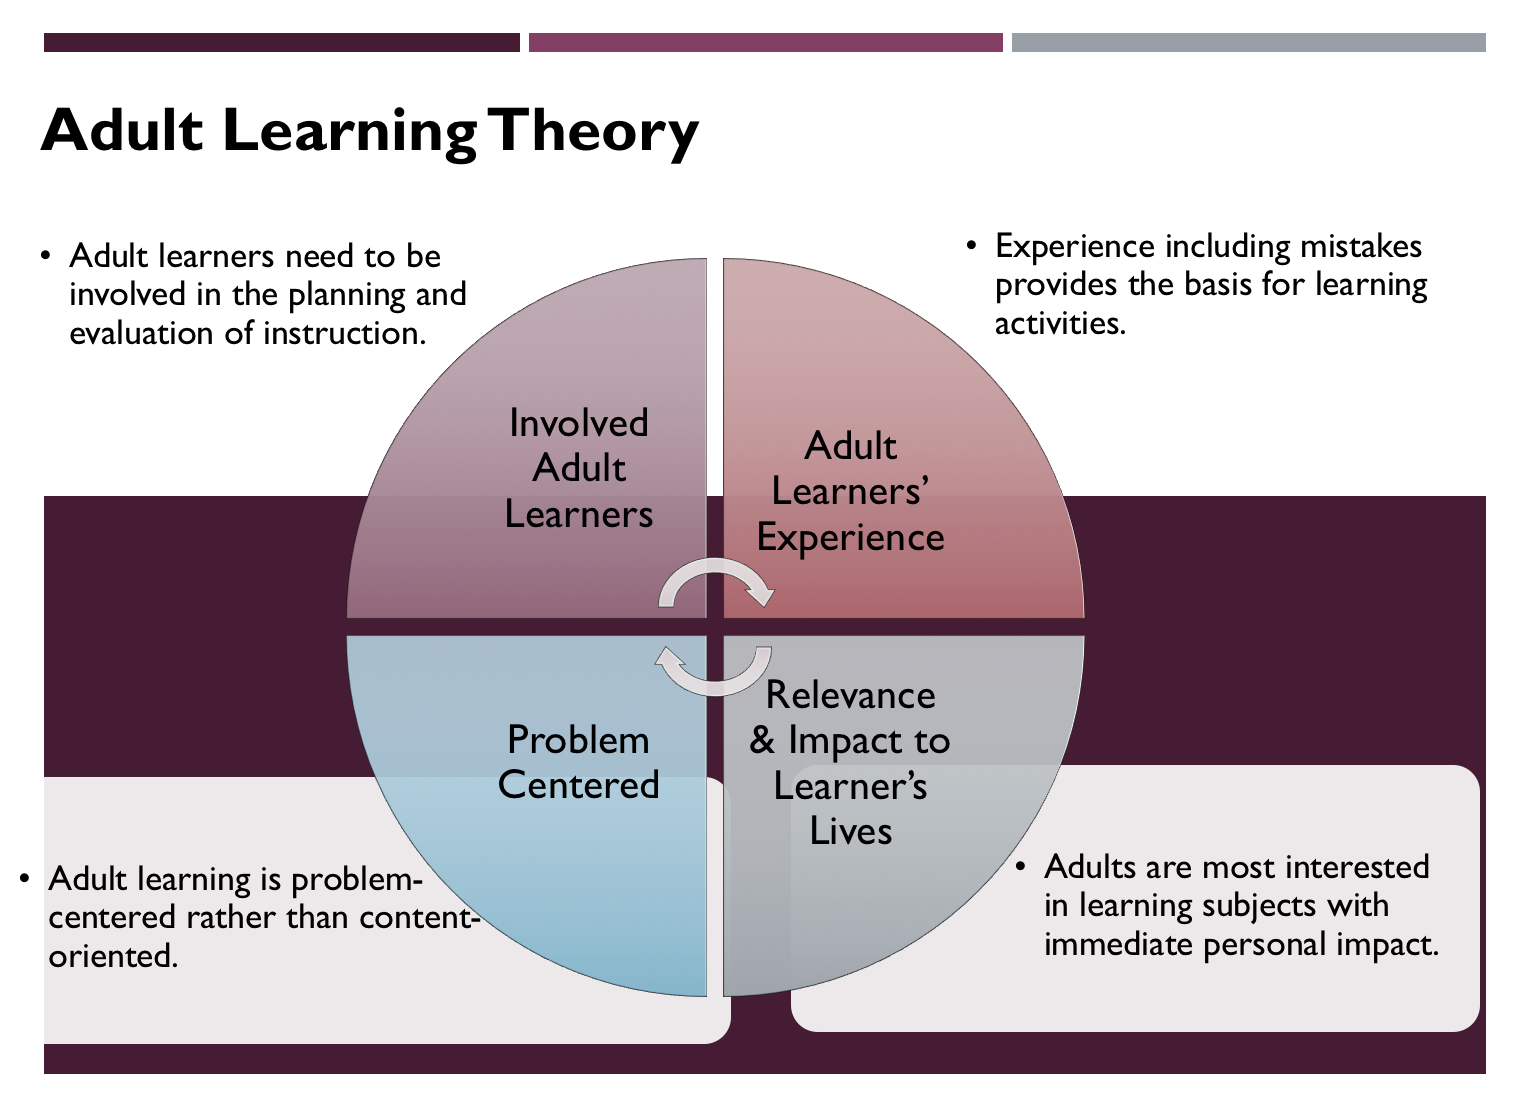 Adult Learning Theory
• Adult learners need to be
involved in the planning and
evaluation of instruction.
• Experience including mistakes
provides the basis for learning
activities.
Involved
Adult
Learners
Adult
Learners’
Experience
Problem
Centered
Relevance
& Impact to
Learner’s
Lives
• Adult learning is problem-
centered rather than content-
oriented.
• Adults are most interested
in learning subjects with
immediate personal impact.